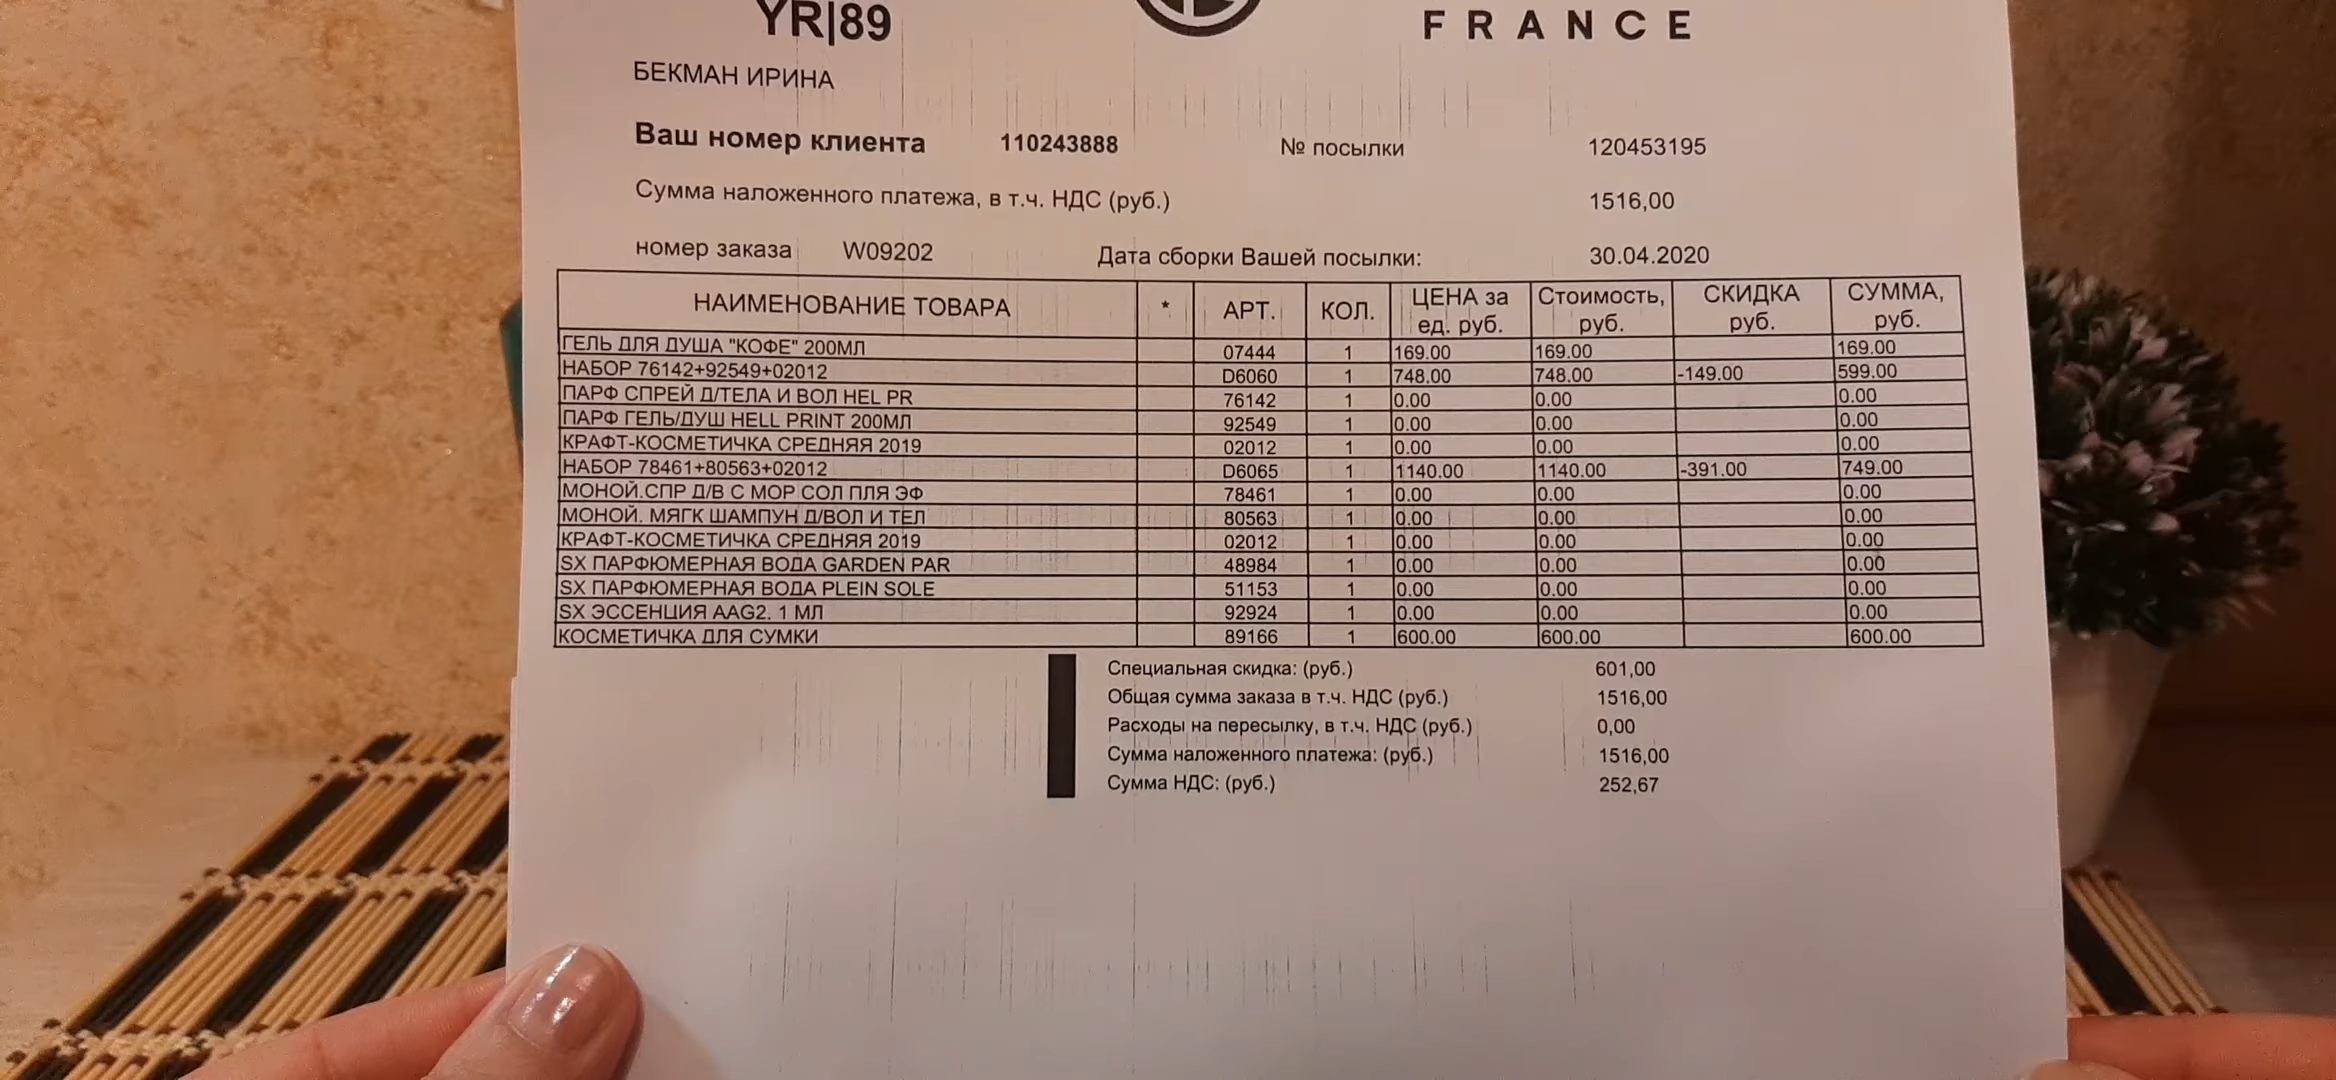 YR|89
FRANCE
БЕКМАН ИРИНА
Ваш номер клиента 110243888 № посылки 120453195
Сумма наложенного платежа, в т.ч. НДС (руб.) 1516,00
номер заказа W09202 Дата сборки Вашей посылки: 30.04.2020
НАИМЕНОВАНИЕ ТОВАРА * АРТ. КОЛ. ЦЕНА за ед. руб. Стоимость, руб. СКИДКА руб. СУММА, руб.
ГЕЛЬ ДЛЯ ДУША "КОФЕ" 200МЛ 07444 1 169.00 169.00 169.00
НАБОР 76142+92549+02012 D6060 1 748.00 748.00 -149.00 599.00
ПАРФ СПРЕЙ Д/ТЕЛА И ВОЛ HEL PR 76142 1 0.00 0.00 0.00
ПАРФ ГЕЛЬ/ДУШ HELL PRINT 200МЛ 92549 1 0.00 0.00 0.00
КРАФТ-КОСМЕТИЧКА СРЕДНЯЯ 2019 02012 1 0.00 0.00 0.00
НАБОР 78461+80563+02012 D6065 1 1140.00 1140.00 -391.00 749.00
МОНОЙ.СПР Д/В С МОР СОЛ ПЛЯ ЭФ 78461 1 0.00 0.00 0.00
МОНОЙ. МЯГК ШАМПУН Д/ВОЛ И ТЕЛ 80563 1 0.00 0.00 0.00
КРАФТ-КОСМЕТИЧКА СРЕДНЯЯ 2019 02012 1 0.00 0.00 0.00
SX ПАРФЮМЕРНАЯ ВОДА GARDEN PAR 48984 1 0.00 0.00 0.00
SX ПАРФЮМЕРНАЯ ВОДА PLEIN SOLE 51153 1 0.00 0.00 0.00
SX ЭССЕНЦИЯ AAG2. 1 МЛ 92924 1 0.00 0.00 0.00
КОСМЕТИЧКА ДЛЯ СУМКИ 89166 1 600.00 600.00 600.00
Специальная скидка: (руб.) 601,00
Общая сумма заказа в т.ч. НДС (руб.) 1516,00
Расходы на пересылку, в т.ч. НДС (руб.) 0,00
Сумма наложенного платежа: (руб.) 1516,00
Сумма НДС: (руб.) 252,67